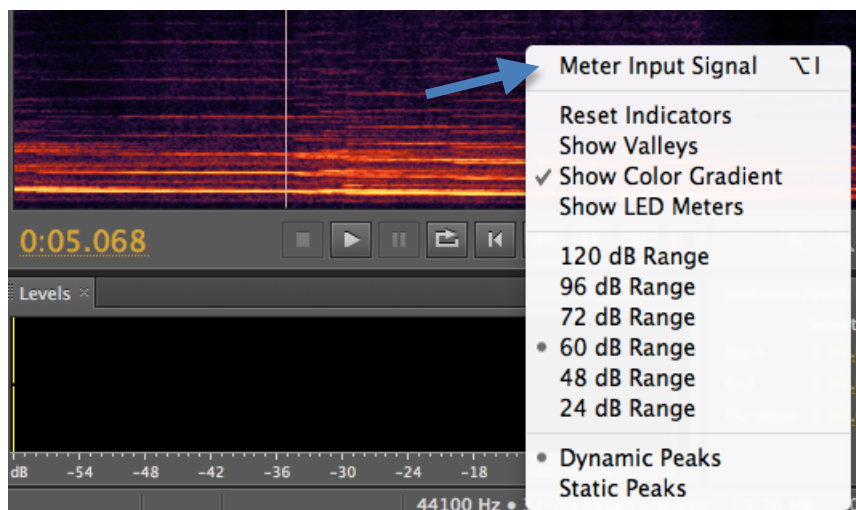 Meter Input Signal ⌥I
Reset Indicators
Show Valleys
✓ Show Color Gradient
Show LED Meters
0:05.068
120 dB Range
96 dB Range
Levels ×
72 dB Range
• 60 dB Range
48 dB Range
24 dB Range
dB -54 -48 -42 -36 -30 -24 -18
• Dynamic Peaks
Static Peaks
44100 Hz •